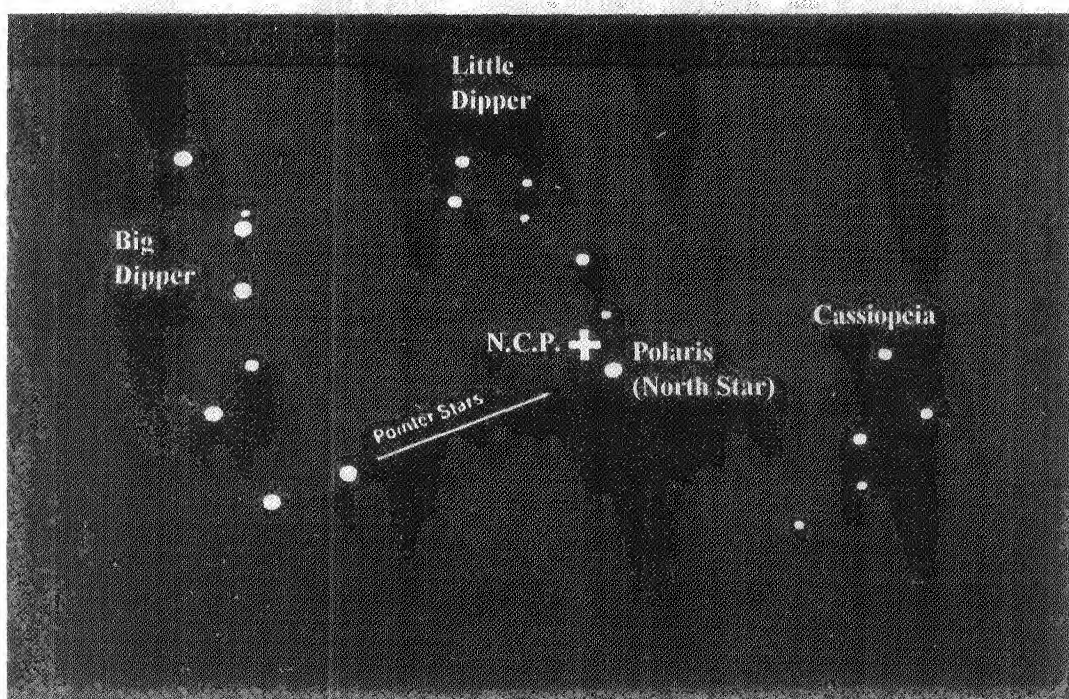 Little
Dipper
Big
Dipper
Cassiopeia
N.C.P.
Polaris
(North Star)
Pointer Stars